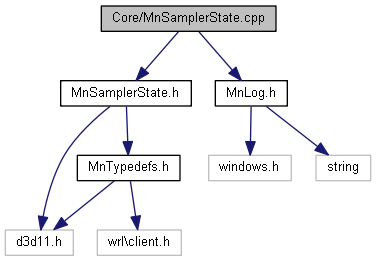 Core/MnSamplerState.cpp
MnSamplerState.h
MnLog.h
MnTypedefs.h
windows.h
string
d3d11.h
wrl\client.h